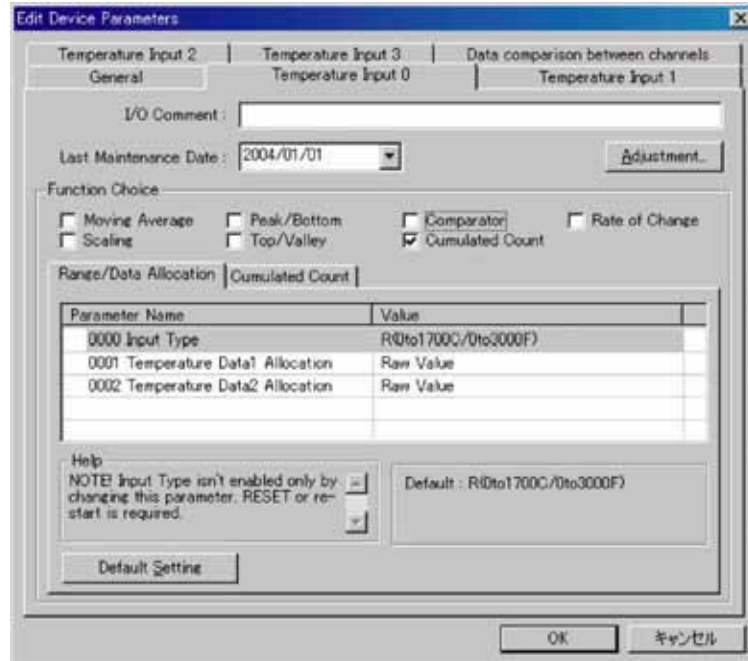 Edit Device Parameters
Temperature Input 2
Temperature Input 3
Data comparison between channels
General
Temperature Input 0
Temperature Input 1
I/O Comment :
Last Maintenance Date :
2004/01/01
Adjustment...
Function Choice
Moving Average
Peak/Bottom
Comparator
Rate of Change
Scaling
Top/Valley
Cumulated Count
Range/Data Allocation
Cumulated Count
Parameter Name
Value
0000 Input Type
R(0to1700C/0to3000F)
0001 Temperature Data1 Allocation
Raw Value
0002 Temperature Data2 Allocation
Raw Value
Help
NOTE! Input Type isn't enabled only by
changing this parameter. RESET or re-
start is required.
Default : R(0to1700C/0to3000F)
Default Setting
OK
キャンセル